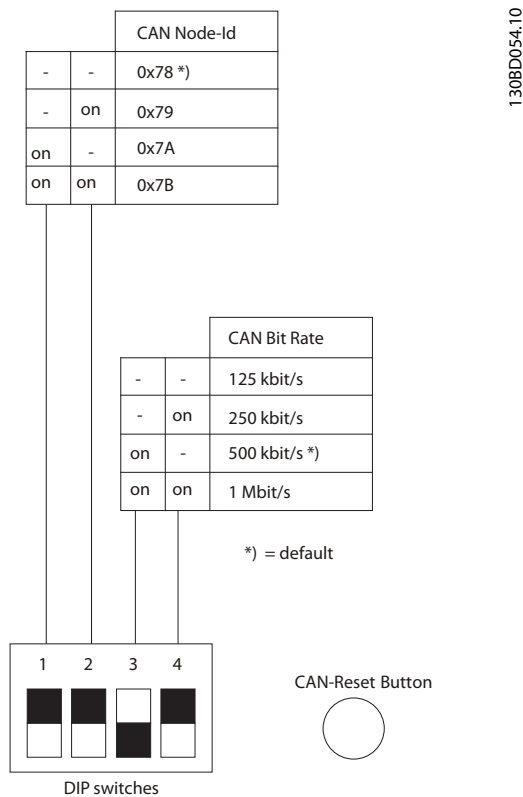 130BD054.10
CAN Node-Id
- - 0x78 *)
- on 0x79
on - 0x7A
on on 0x7B
CAN Bit Rate
- - 125 kbit/s
- on 250 kbit/s
on - 500 kbit/s *)
on on 1 Mbit/s
*) = default
1 2 3 4
CAN-Reset Button
DIP switches